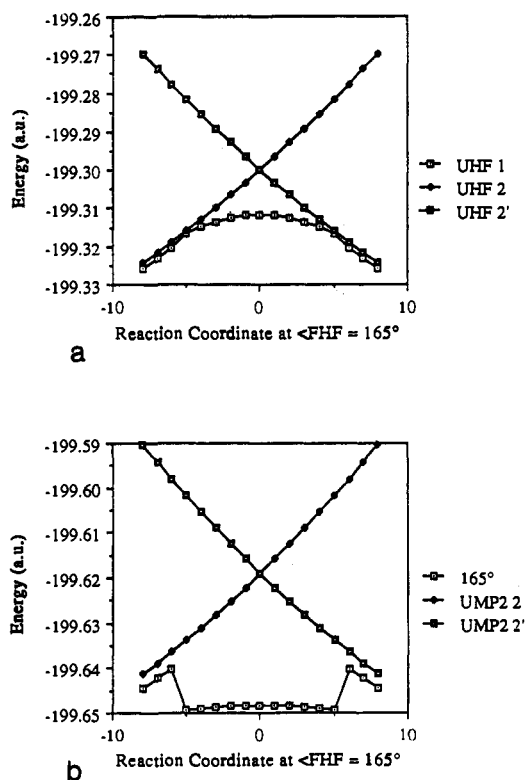 -199.26
-199.27
-199.28
-199.29
-199.30
-199.31
-199.32
-199.33
Energy (a.u.)
-10 0 10
Reaction Coordinate at <FHF = 165°
UHF 1
UHF 2
UHF 2'
a
-199.59
-199.60
-199.61
-199.62
-199.63
-199.64
-199.65
Energy (a.u.)
-10 0 10
Reaction Coordinate at <FHF = 165°
165°
UMP2 2
UMP2 2'
b